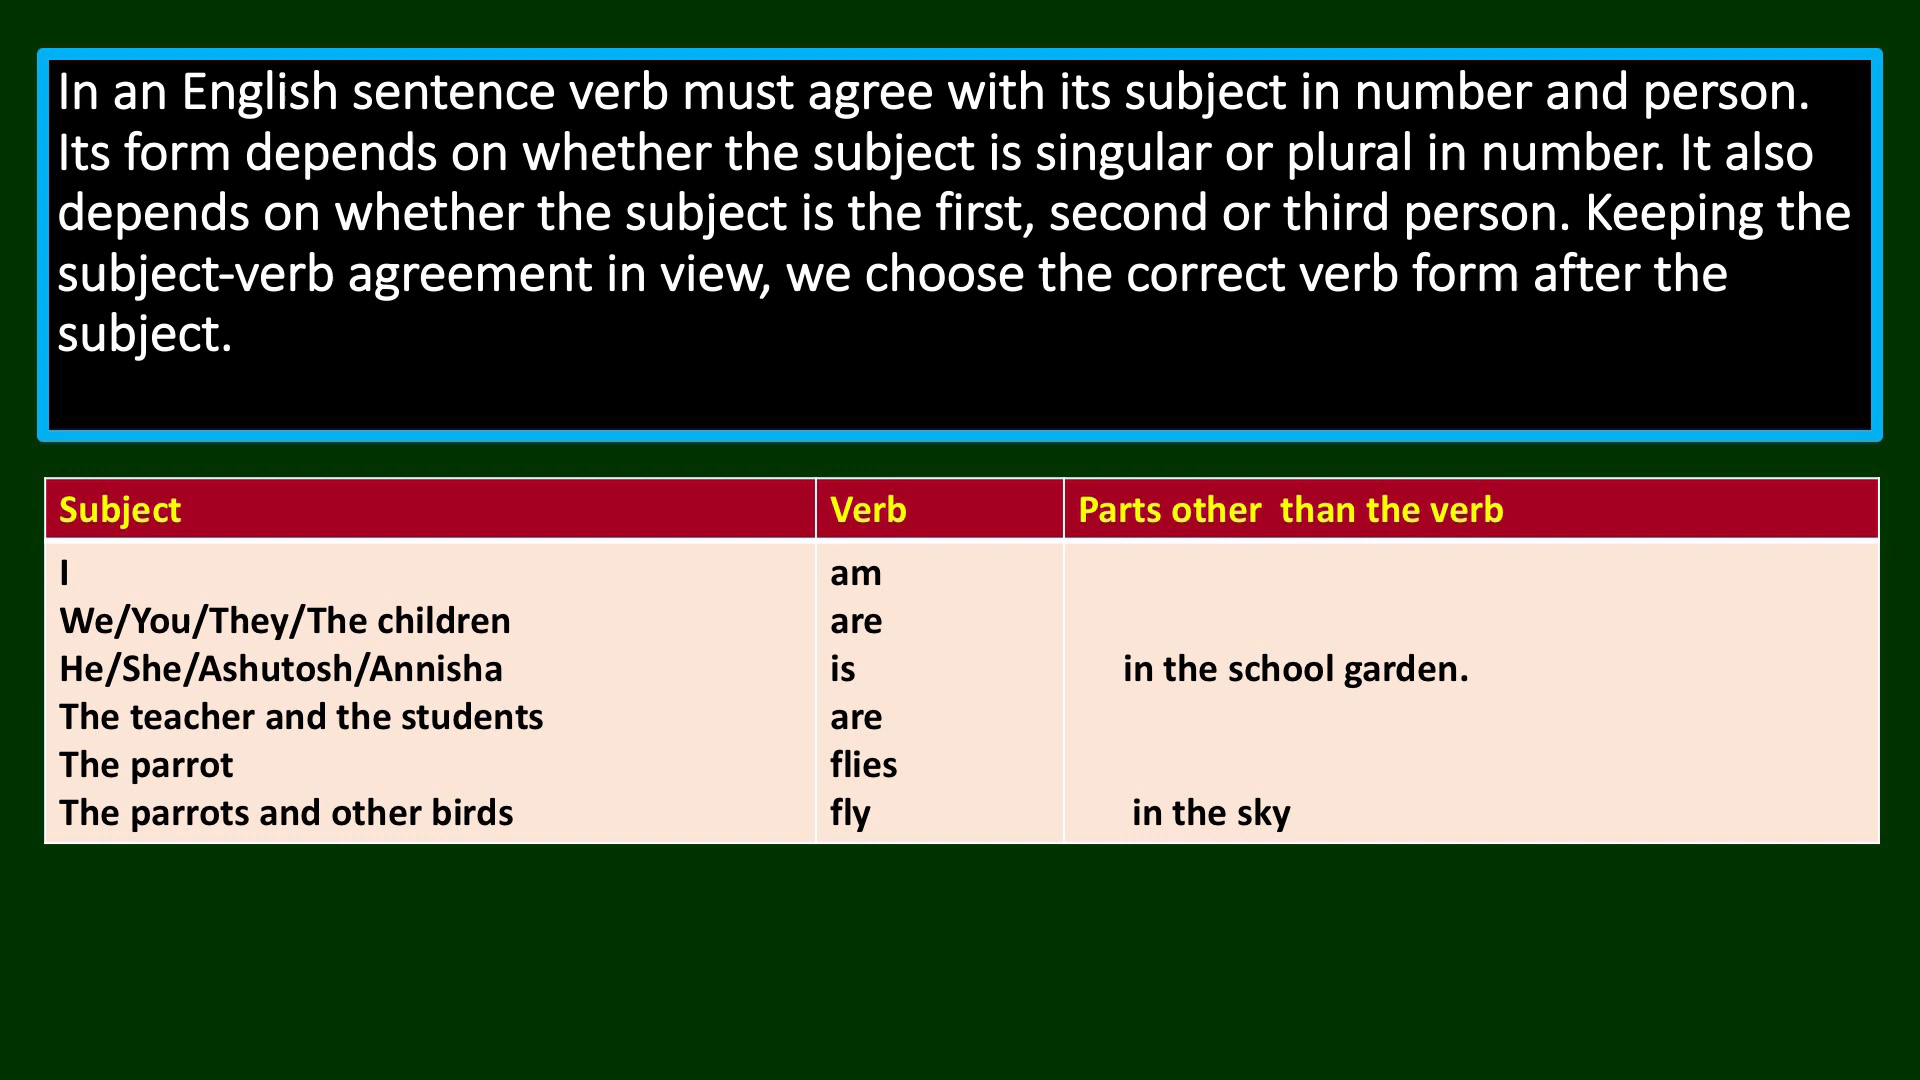 In an English sentence verb must agree with its subject in number and person.
Its form depends on whether the subject is singular or plural in number. It also
depends on whether the subject is the first, second or third person. Keeping the
subject-verb agreement in view, we choose the correct verb form after the
subject.
Subject Verb Parts other  than the verb
I am
We/You/They/The children are
He/She/Ashutosh/Annisha is in the school garden.
The teacher and the students are
The parrot flies
The parrots and other birds fly in the sky